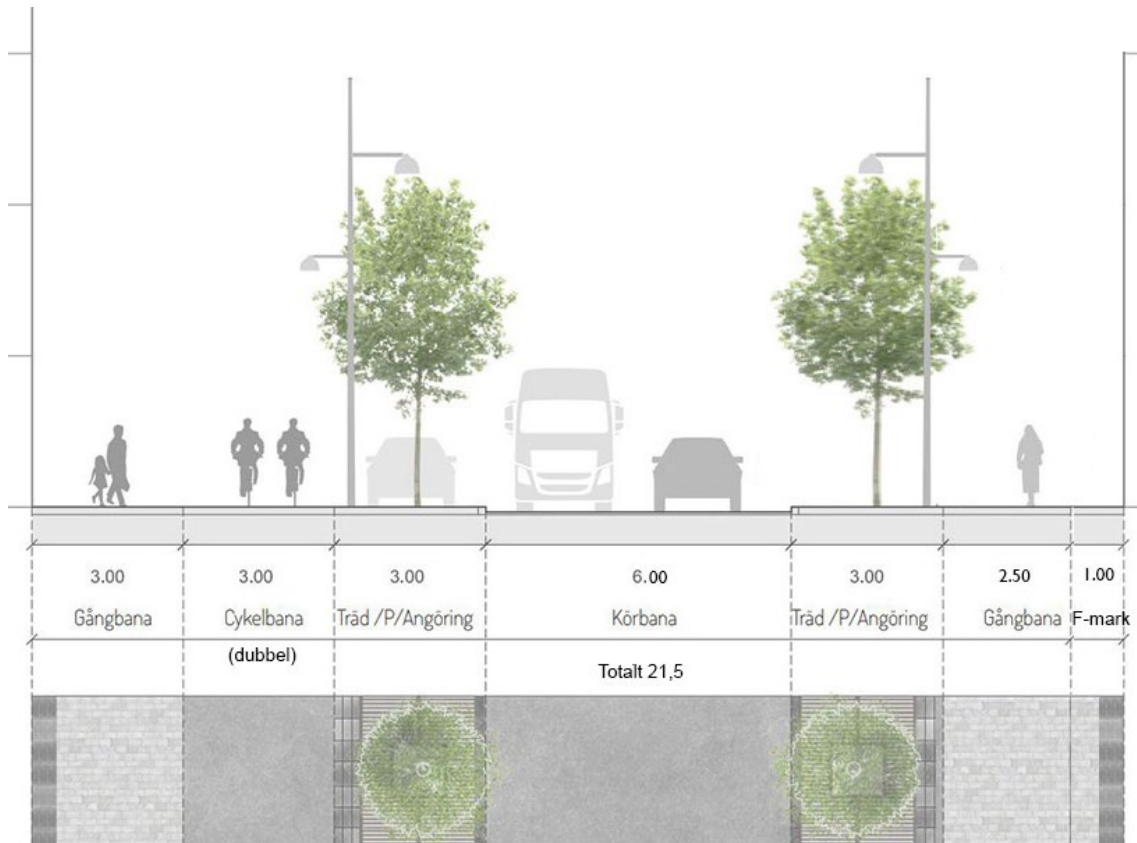 3.00 3.00 3.00 6.00 3.00 2.50 1.00
Gångbana Cykelbana Träd /P/Angöring Körbana Träd /P/Angöring Gångbana F-mark
(dubbel)
Totalt 21,5